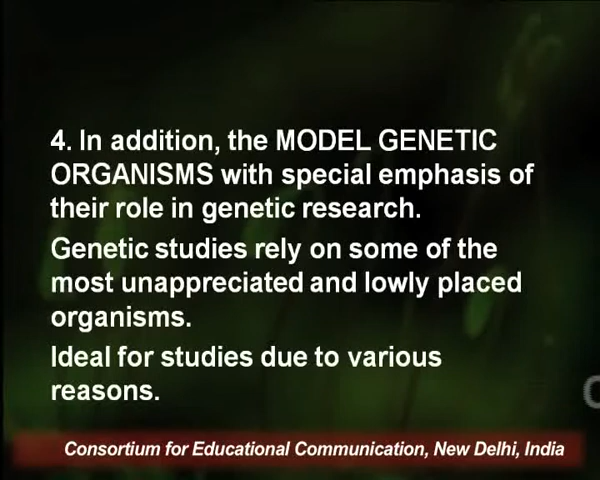 4. In addition, the MODEL GENETIC
ORGANISMS with special emphasis of
their role in genetic research.
Genetic studies rely on some of the
most unappreciated and lowly placed
organisms.
Ideal for studies due to various
reasons.
Consortium for Educational Communication, New Delhi, India